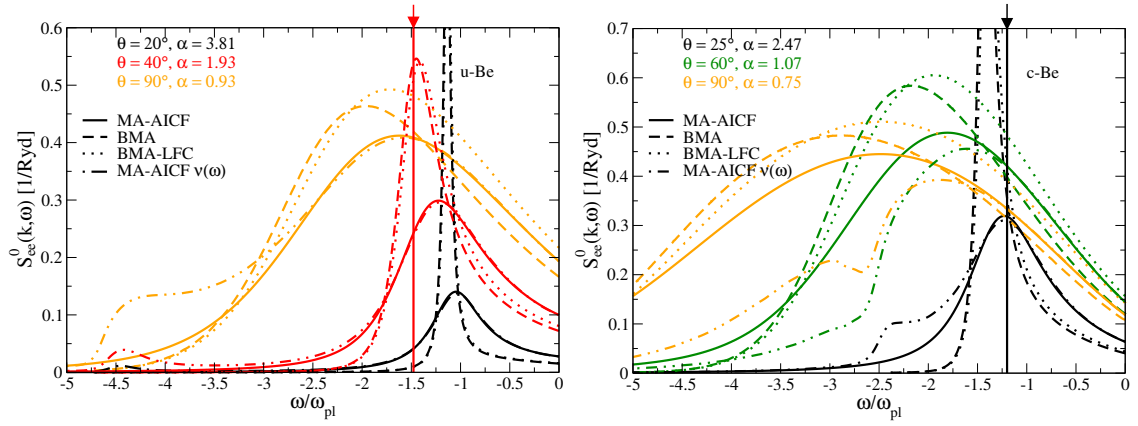 0.6
0.5
0.4
0.3
0.2
0.1
0
S⁰ₑₑ(k,ω) [1/Ryd]
θ = 20°, α = 3.81
θ = 40°, α = 1.93
θ = 90°, α = 0.93
u-Be
MA-AICF
BMA
BMA-LFC
MA-AICF ν(ω)
-5 -4.5 -4 -3.5 -3 -2.5 -2 -1.5 -1 -0.5 0
ω/ω_pl
0.7
0.6
0.5
0.4
0.3
0.2
0.1
0
S⁰ₑₑ(k,ω) [1/Ryd]
θ = 25°, α = 2.47
θ = 60°, α = 1.07
θ = 90°, α = 0.75
c-Be
MA-AICF
BMA
BMA-LFC
MA-AICF ν(ω)
-5 -4.5 -4 -3.5 -3 -2.5 -2 -1.5 -1 -0.5 0
ω/ω_pl